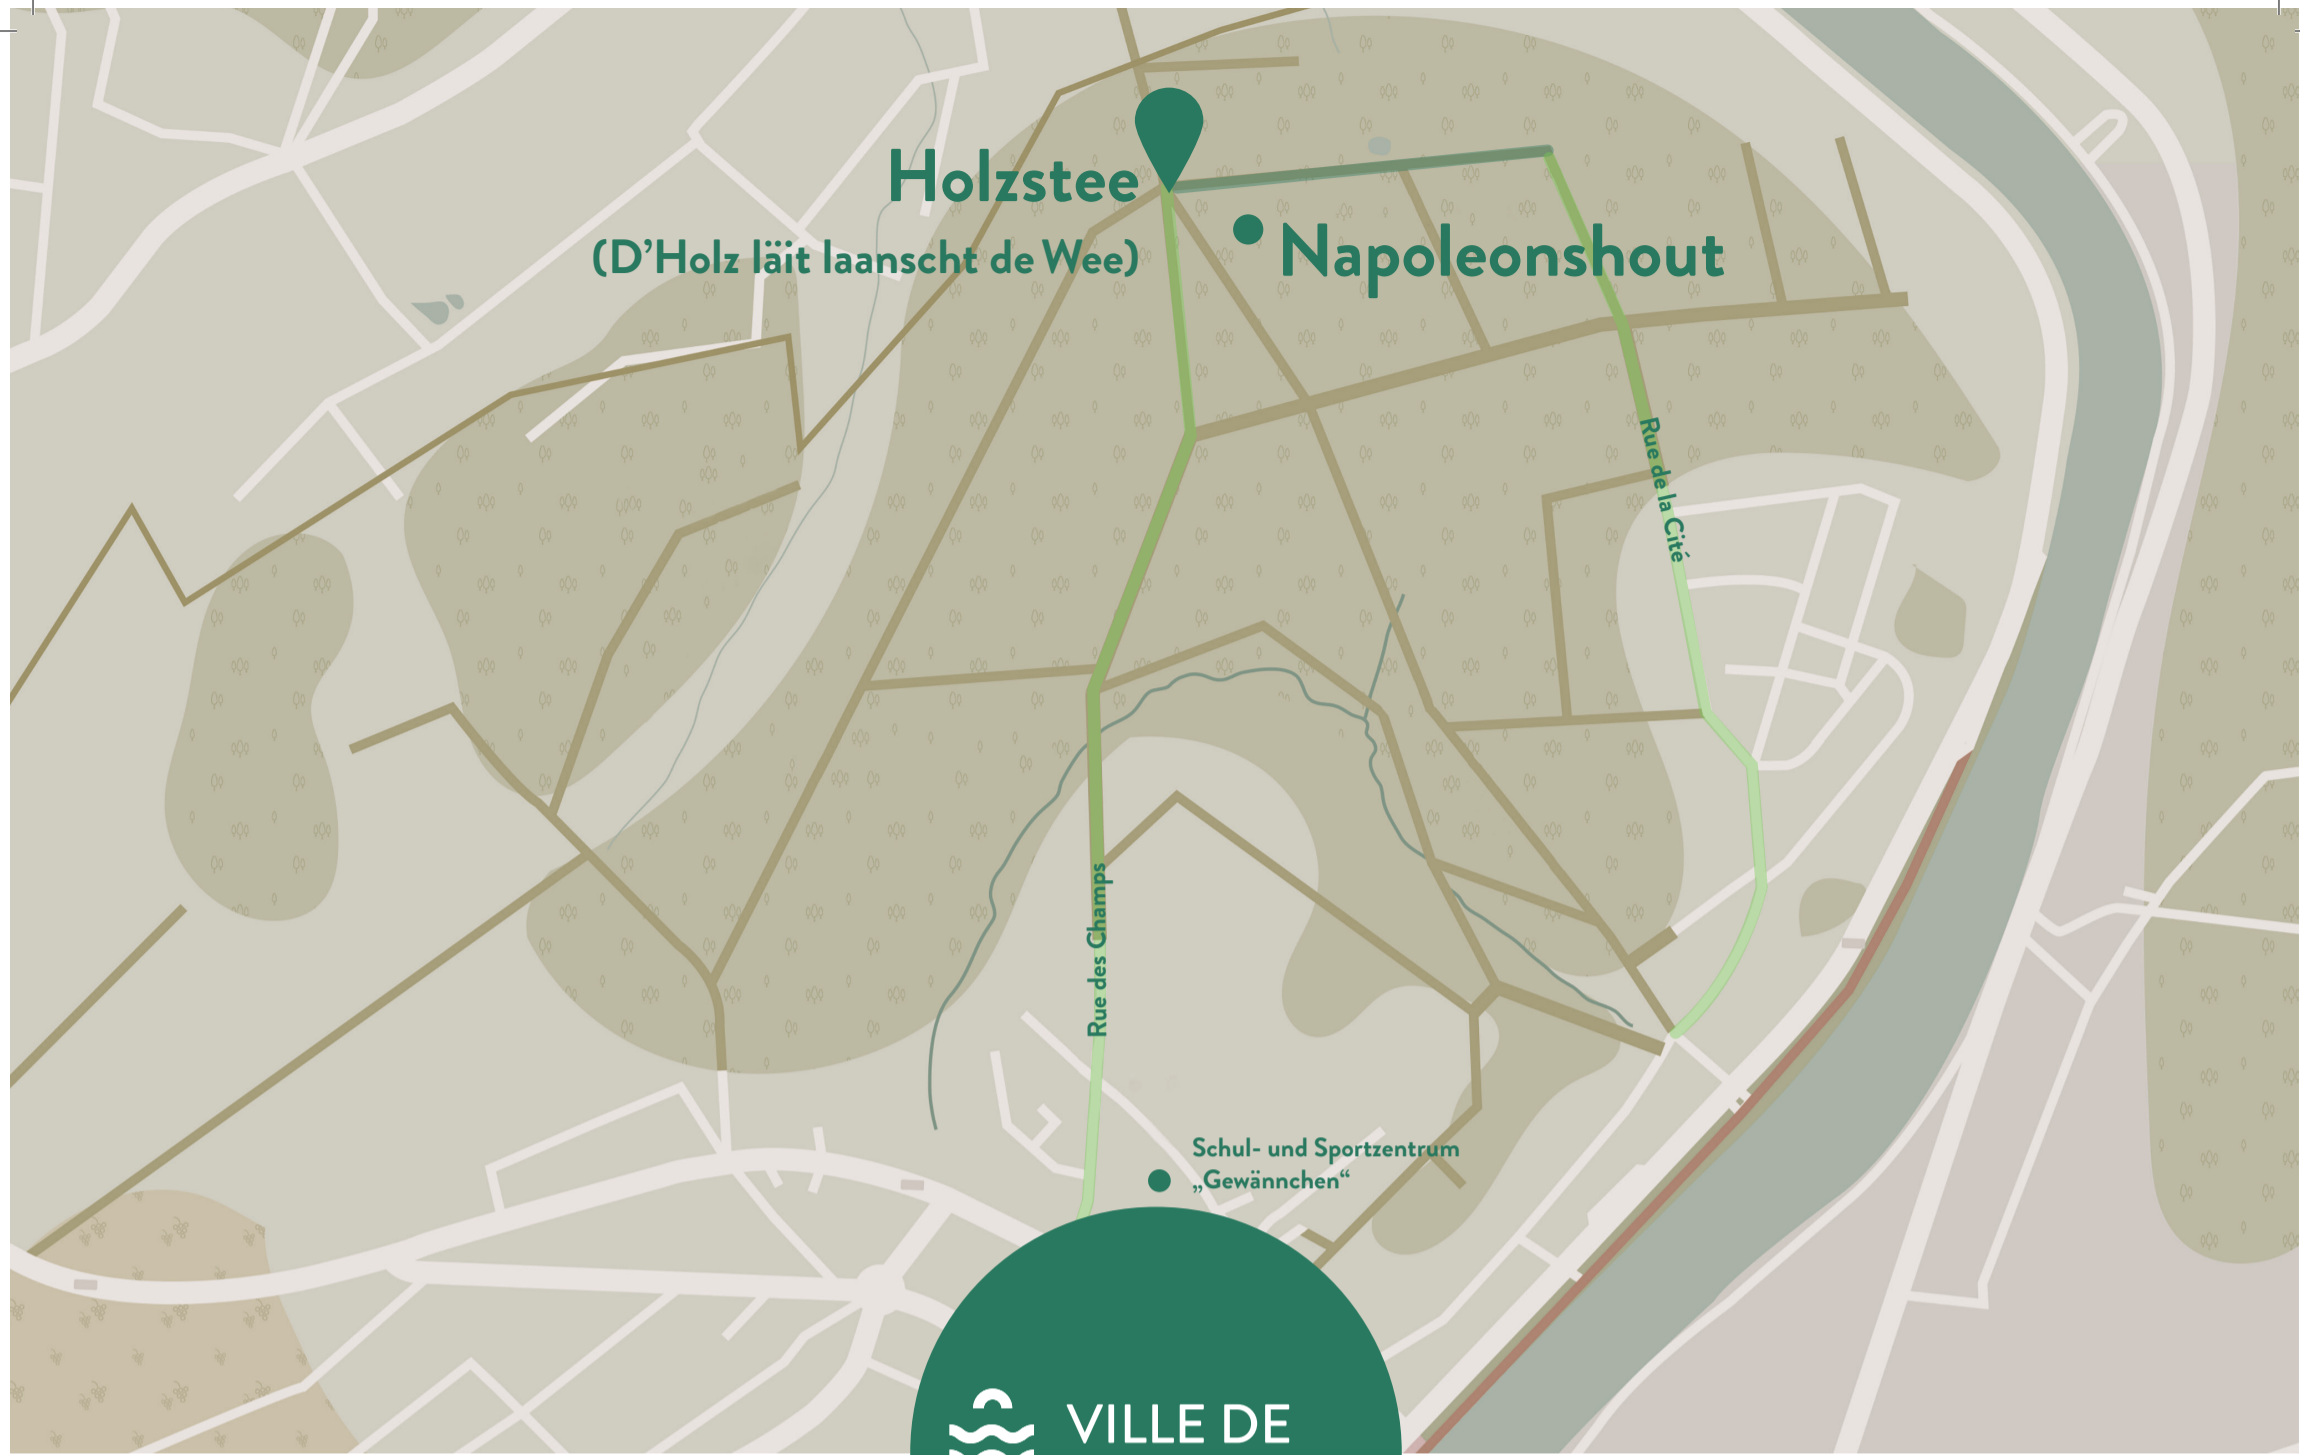 Holzstee
(D’Holz läit laanscht de Wee)
Napoleonshout
Rue de la Cité
Rue des Champs
Schul- und Sportzentrum
„Gewännchen“
VILLE DE